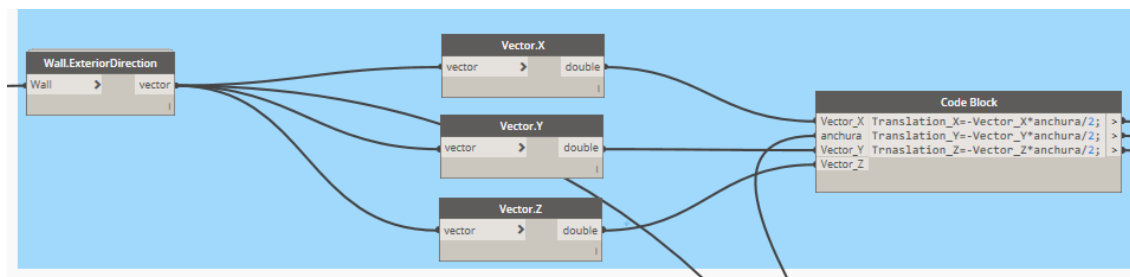 Wall.ExteriorDirection
Wall > vector
l
Vector.X
vector > double
l
Vector.Y
vector > double
l
Vector.Z
vector > double
l
Code Block
Vector_X Translation_X=-Vector_X*anchura/2; >
anchura Translation_Y=-Vector_Y*anchura/2; >
Vector_Y Trnaslation_Z=-Vector_Z*anchura/2; >
Vector_Z